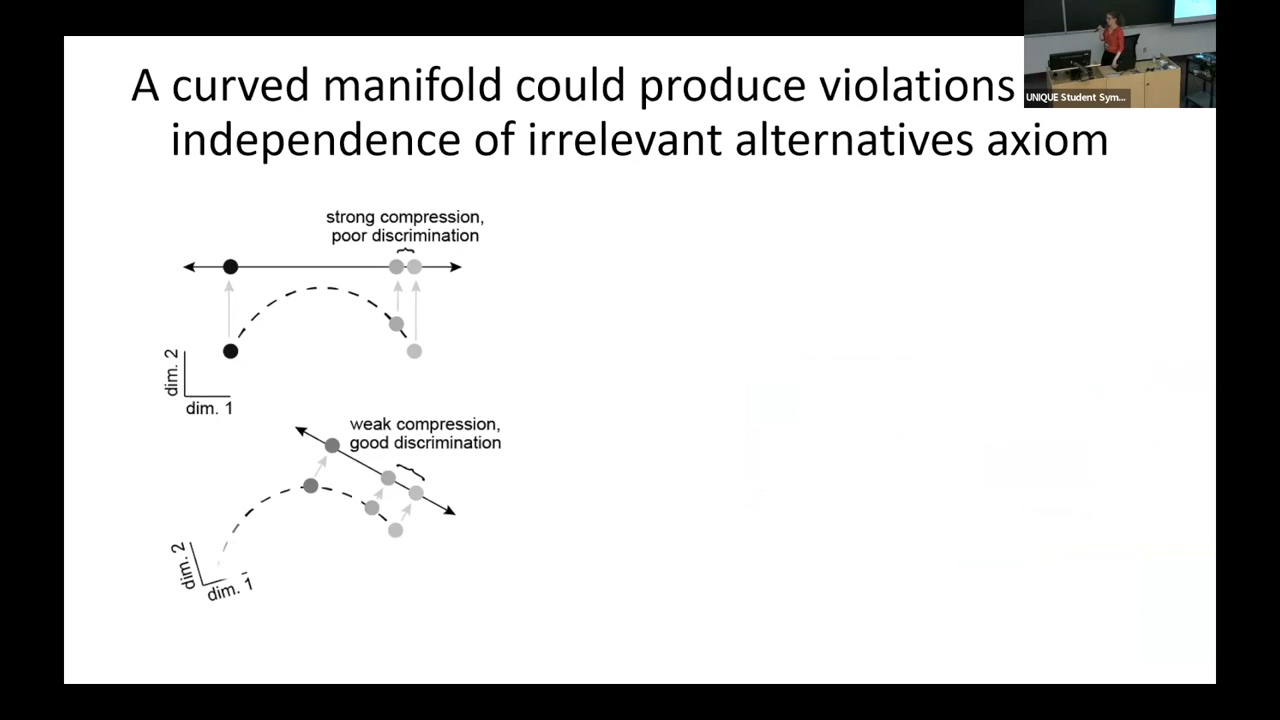 A curved manifold could produce violations
independence of irrelevant alternatives axiom
UNIQUE Student Sym...
strong compression,
poor discrimination
dim. 2
dim. 1
weak compression,
good discrimination
dim. 2
dim. 1